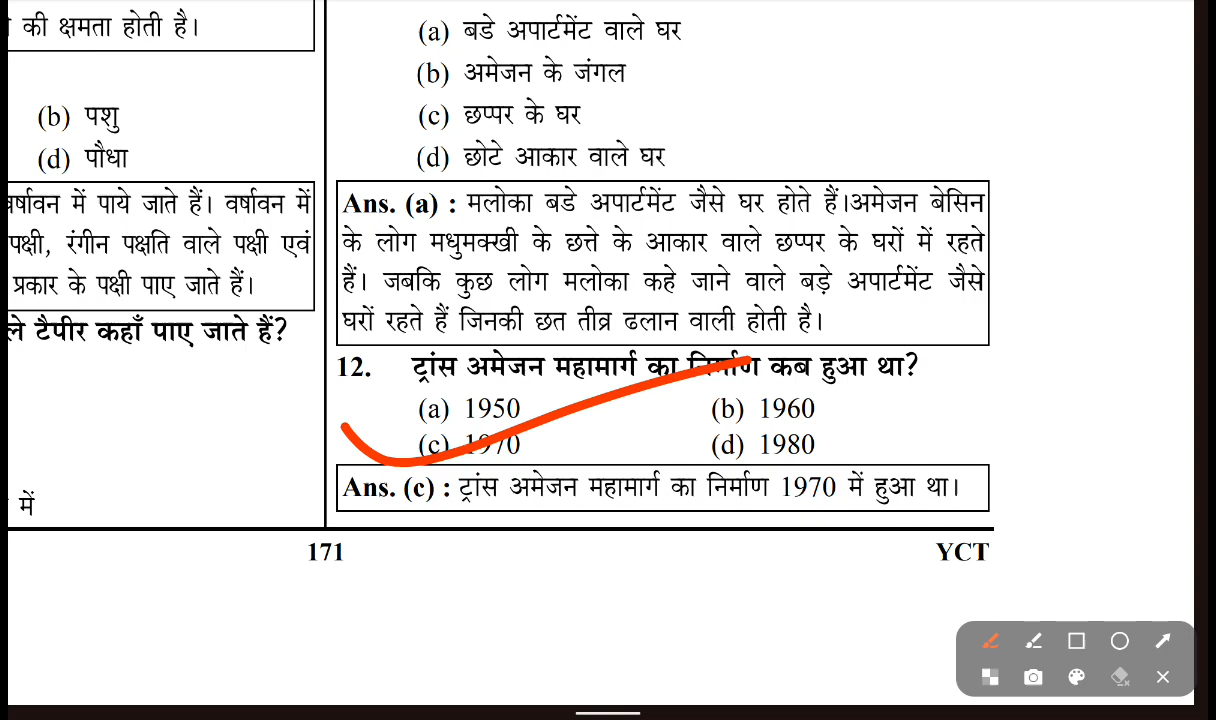 की क्षमता होती है।
(b) पशु
(d) पौधा
वर्षावन में पाये जाते हैं। वर्षावन में
पक्षी, रंगीन पक्षति वाले पक्षी एवं
प्रकार के पक्षी पाए जाते हैं।
ले टैपीर कहाँ पाए जाते हैं?
में
(a) बडे अपार्टमेंट वाले घर
(b) अमेजन के जंगल
(c) छप्पर के घर
(d) छोटे आकार वाले घर
Ans. (a) : मलोका बडे अपार्टमेंट जैसे घर होते हैं।अमेजन बेसिन
के लोग मधुमक्खी के छत्ते के आकार वाले छप्पर के घरों में रहते
हैं। जबकि कुछ लोग मलोका कहे जाने वाले बड़े अपार्टमेंट जैसे
घरों रहते हैं जिनकी छत तीव्र ढलान वाली होती है।
12. ट्रांस अमेजन महामार्ग का निर्माण कब हुआ था?
(a) 1950 (b) 1960
(c) 1970 (d) 1980
Ans. (c) : ट्रांस अमेजन महामार्ग का निर्माण 1970 में हुआ था।
171 YCT